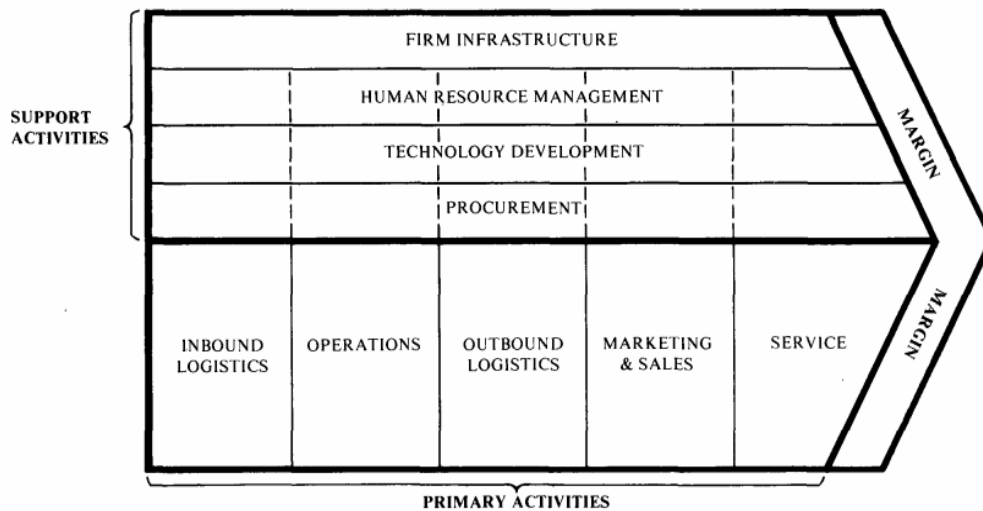 FIRM INFRASTRUCTURE
HUMAN RESOURCE MANAGEMENT
SUPPORT
ACTIVITIES
TECHNOLOGY DEVELOPMENT
PROCUREMENT
MARGIN
INBOUND
LOGISTICS
OPERATIONS
OUTBOUND
LOGISTICS
MARKETING
& SALES
SERVICE
MARGIN
PRIMARY ACTIVITIES